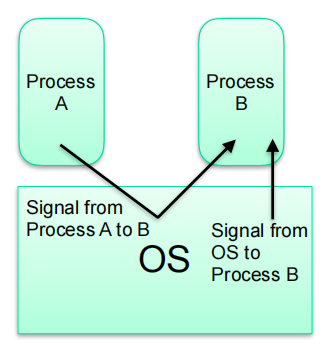 Process
A
Process
B
Signal from
Process A to B
OS
Signal from
OS to
Process B